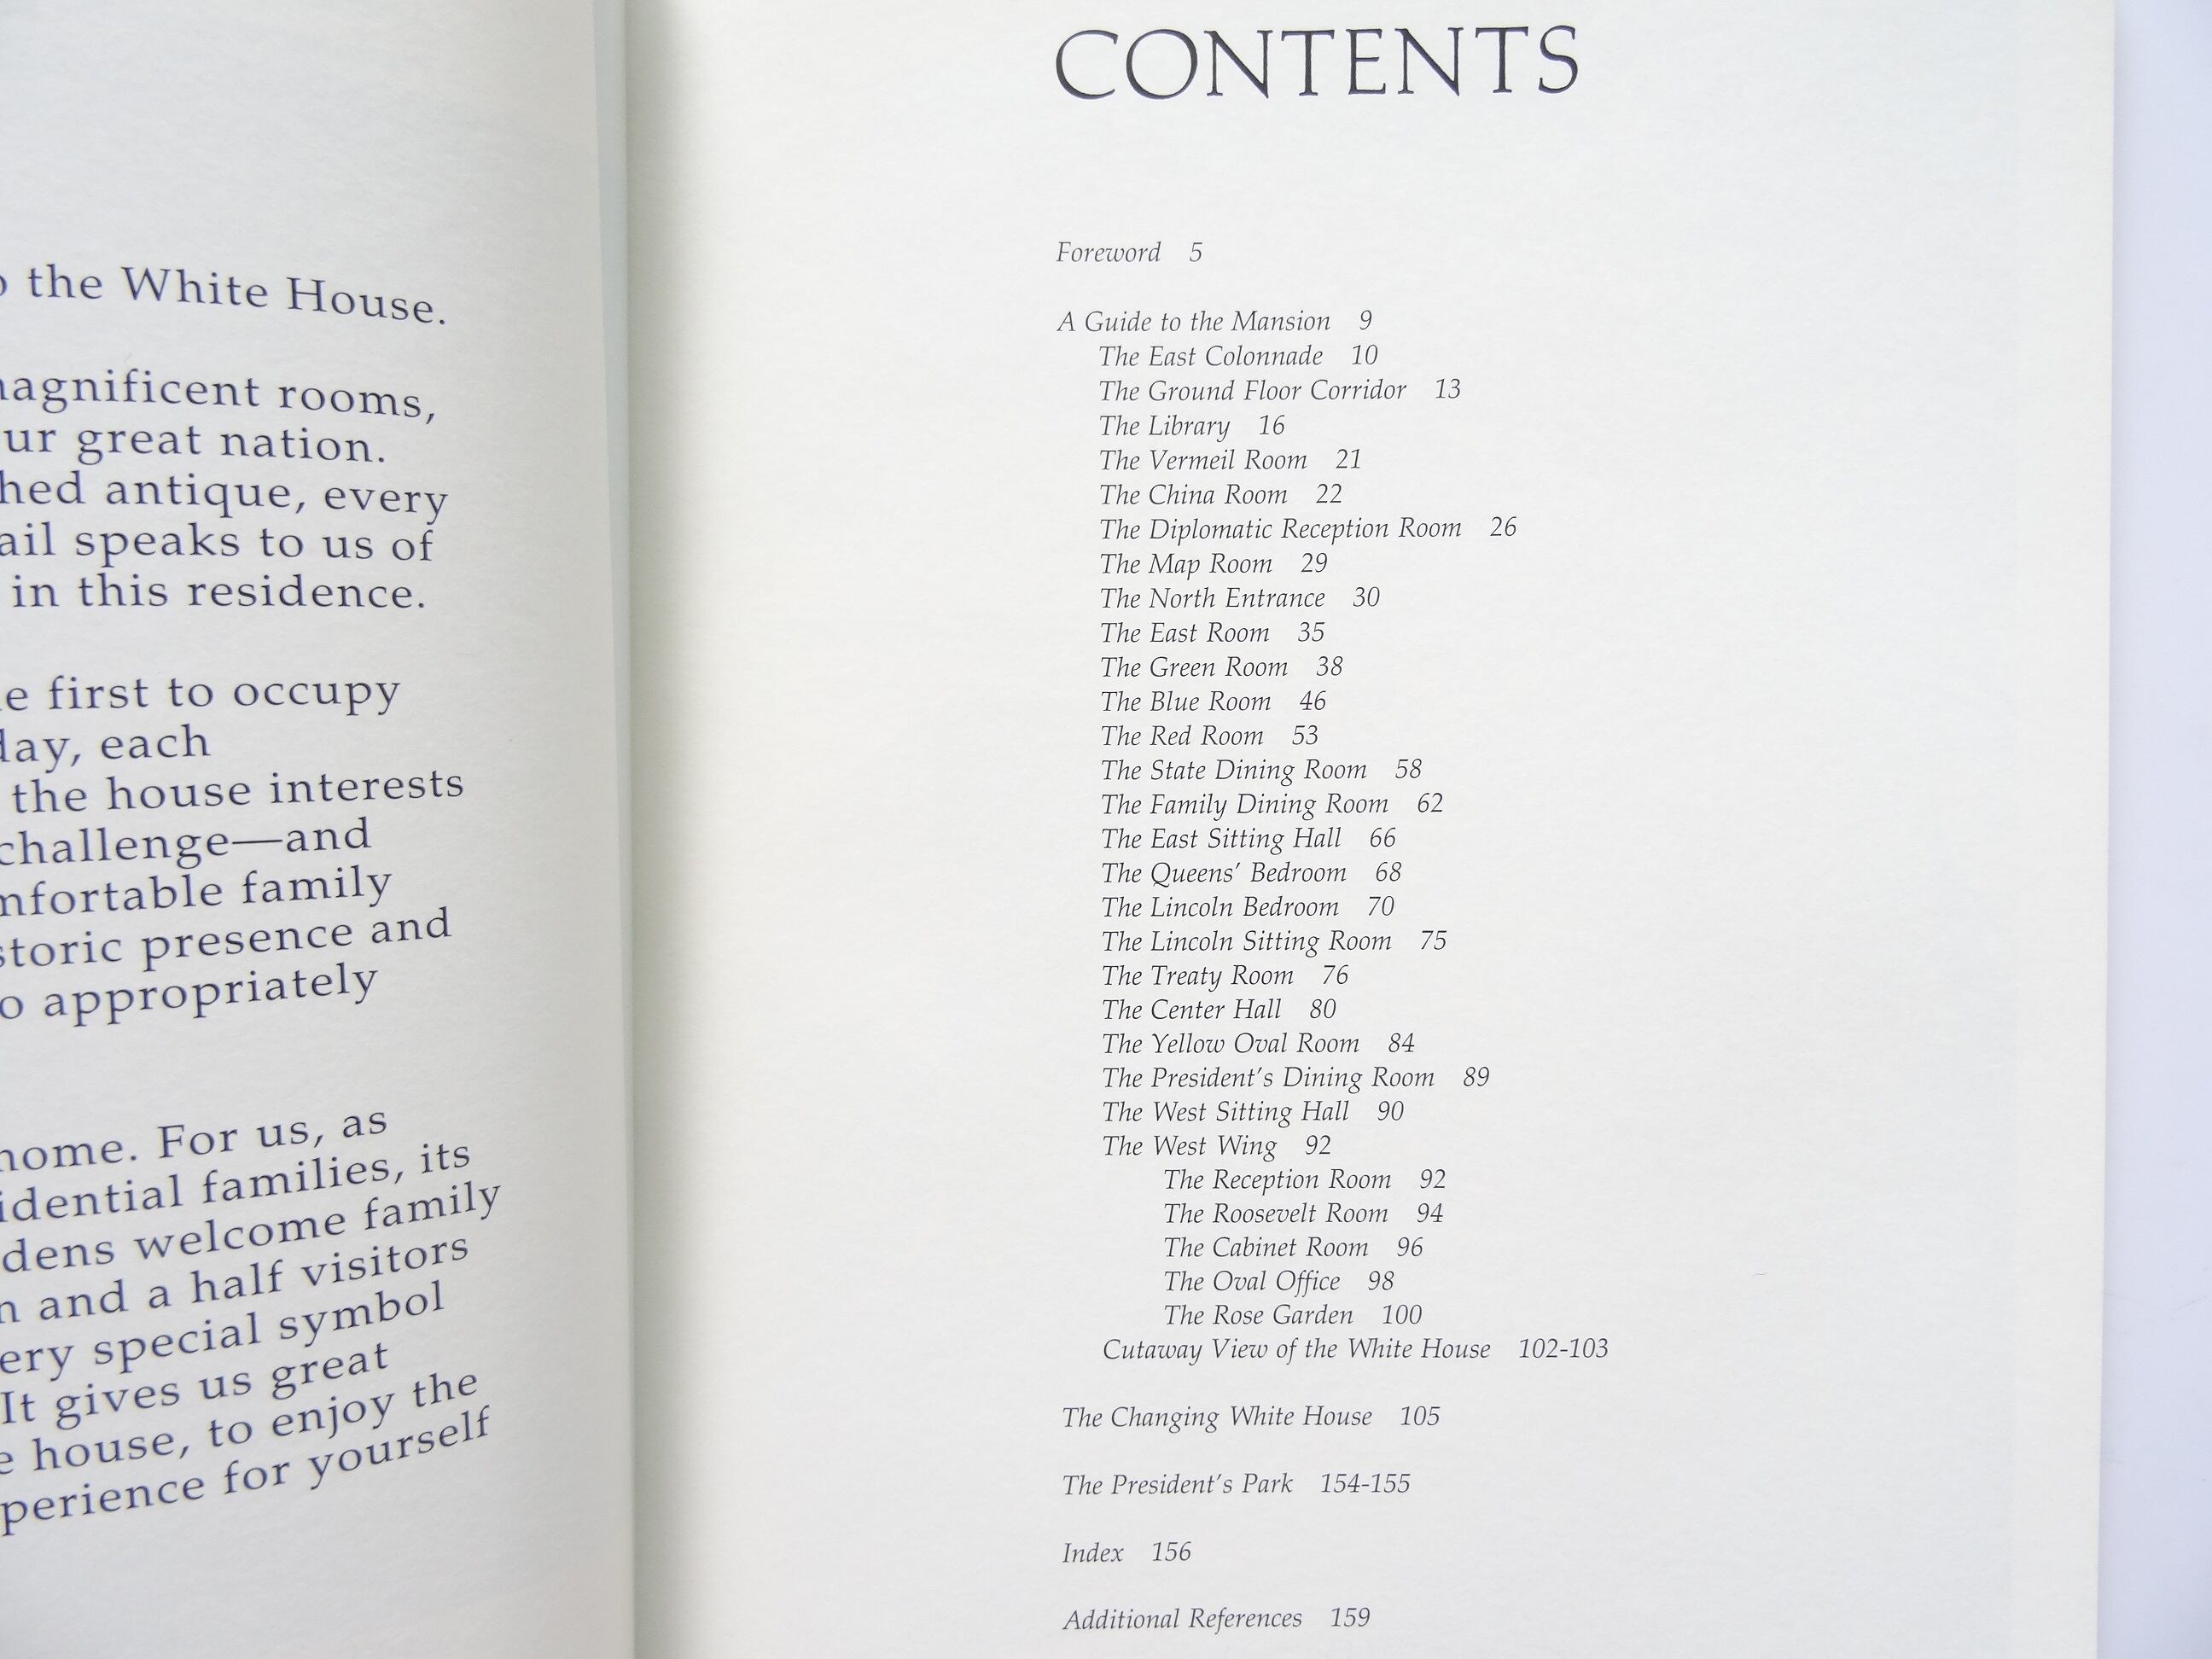 the White House.
magnificent rooms,
ur great nation.
hed antique, every
ail speaks to us of
in this residence.
e first to occupy
day, each
the house interests
challenge—and
mfortable family
storic presence and
o appropriately
home. For us, as
idential families, its
dens welcome family
n and a half visitors
ery special symbol
It gives us great
e house, to enjoy the
perience for yourself
CONTENTS
Foreword 5
A Guide to the Mansion 9
The East Colonnade 10
The Ground Floor Corridor 13
The Library 16
The Vermeil Room 21
The China Room 22
The Diplomatic Reception Room 26
The Map Room 29
The North Entrance 30
The East Room 35
The Green Room 38
The Blue Room 46
The Red Room 53
The State Dining Room 58
The Family Dining Room 62
The East Sitting Hall 66
The Queens' Bedroom 68
The Lincoln Bedroom 70
The Lincoln Sitting Room 75
The Treaty Room 76
The Center Hall 80
The Yellow Oval Room 84
The President's Dining Room 89
The West Sitting Hall 90
The West Wing 92
The Reception Room 92
The Roosevelt Room 94
The Cabinet Room 96
The Oval Office 98
The Rose Garden 100
Cutaway View of the White House 102-103
The Changing White House 105
The President's Park 154-155
Index 156
Additional References 159